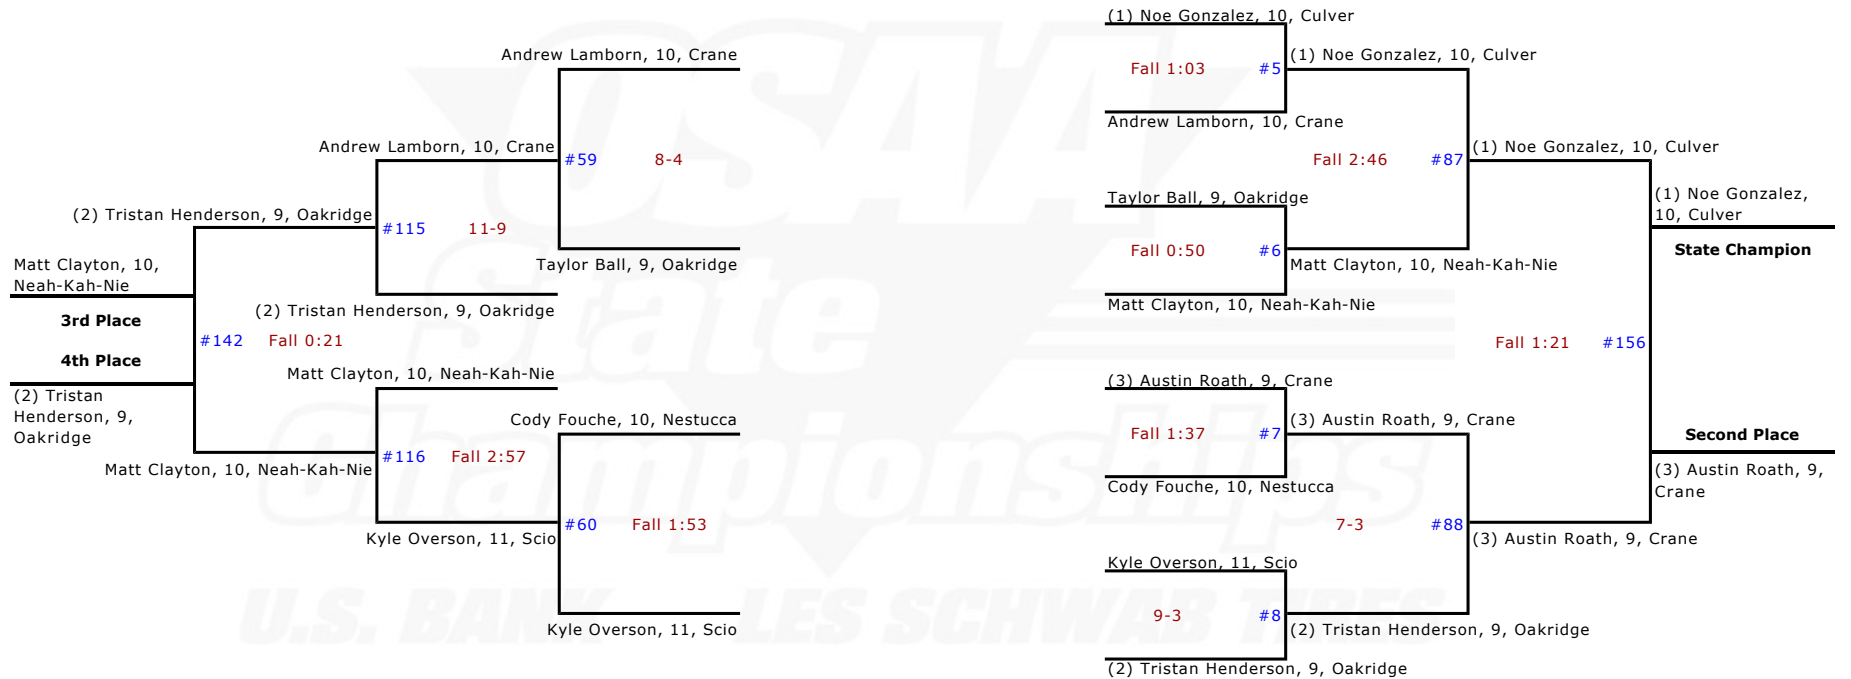 (1) Noe Gonzalez, 10, Culver
Andrew Lamborn, 10, Crane
(1) Noe Gonzalez, 10, Culver
Fall 1:03 #5
Andrew Lamborn, 10, Crane
Andrew Lamborn, 10, Crane
#59 8-4
Fall 2:46 #87
(1) Noe Gonzalez, 10, Culver
Taylor Ball, 9, Oakridge
(1) Noe Gonzalez,
10, Culver
(2) Tristan Henderson, 9, Oakridge
#115 11-9
Fall 0:50 #6
State Champion
Matt Clayton, 10,
Neah-Kah-Nie
Taylor Ball, 9, Oakridge
Matt Clayton, 10, Neah-Kah-Nie
Matt Clayton, 10, Neah-Kah-Nie
(2) Tristan Henderson, 9, Oakridge
3rd Place
#142 Fall 0:21
Fall 1:21 #156
4th Place
Matt Clayton, 10, Neah-Kah-Nie
(3) Austin Roath, 9, Crane
(2) Tristan
Henderson, 9,
Oakridge
Cody Fouche, 10, Nestucca
(3) Austin Roath, 9, Crane
Fall 1:37 #7
Second Place
#116 Fall 2:57
Matt Clayton, 10, Neah-Kah-Nie
(3) Austin Roath, 9,
Crane
Cody Fouche, 10, Nestucca
#60 Fall 1:53
7-3 #88
Kyle Overson, 11, Scio
(3) Austin Roath, 9, Crane
Kyle Overson, 11, Scio
9-3 #8
Kyle Overson, 11, Scio
(2) Tristan Henderson, 9, Oakridge
(2) Tristan Henderson, 9, Oakridge
OSAA
State
Championships
U.S. BANK LES SCHWAB TIRES